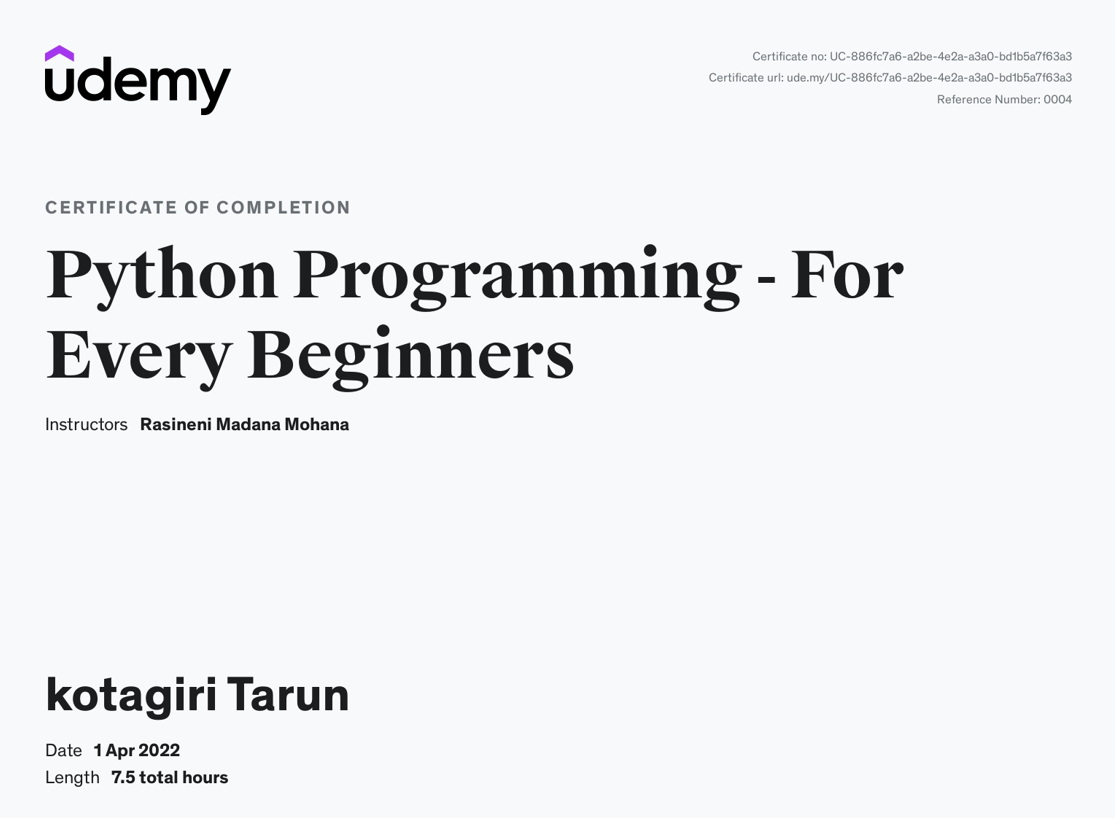 udemy
Certificate no: UC-886fc7a6-a2be-4e2a-a3a0-bd1b5a7f63a3
Certificate url: ude.my/UC-886fc7a6-a2be-4e2a-a3a0-bd1b5a7f63a3
Reference Number: 0004
CERTIFICATE OF COMPLETION
Python Programming - For
Every Beginners
Instructors Rasineni Madana Mohana
kotagiri Tarun
Date 1 Apr 2022
Length 7.5 total hours